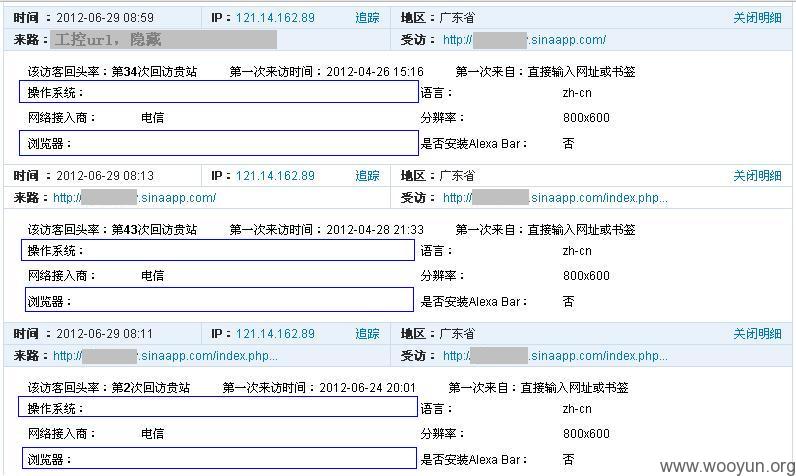 时间：2012-06-29 08:59 IP：121.14.162.89 追踪 地区：广东省 关闭明细
来路：工控url，隐藏 受访：http://.sinaapp.com/
该访客回头率：第34次回访贵站 第一次来访时间：2012-04-26 15:16 第一次来自：直接输入网址或书签
操作系统： 语言： zh-cn
网络接入商： 电信 分辨率： 800x600
浏览器： 是否安装Alexa Bar： 否
时间：2012-06-29 08:13 IP：121.14.162.89 追踪 地区：广东省 关闭明细
来路：http://.sinaapp.com/ 受访：http://.sinaapp.com/index.php...
该访客回头率：第43次回访贵站 第一次来访时间：2012-04-28 21:33 第一次来自：直接输入网址或书签
操作系统： 语言： zh-cn
网络接入商： 电信 分辨率： 800x600
浏览器： 是否安装Alexa Bar： 否
时间：2012-06-29 08:11 IP：121.14.162.89 追踪 地区：广东省 关闭明细
来路：http://.sinaapp.com/index.php... 受访：http://.sinaapp.com/index.php...
该访客回头率：第2次回访贵站 第一次来访时间：2012-06-24 20:01 第一次来自：直接输入网址或书签
操作系统： 语言： zh-cn
网络接入商： 电信 分辨率： 800x600
浏览器： 是否安装Alexa Bar： 否
www.wooyun.org